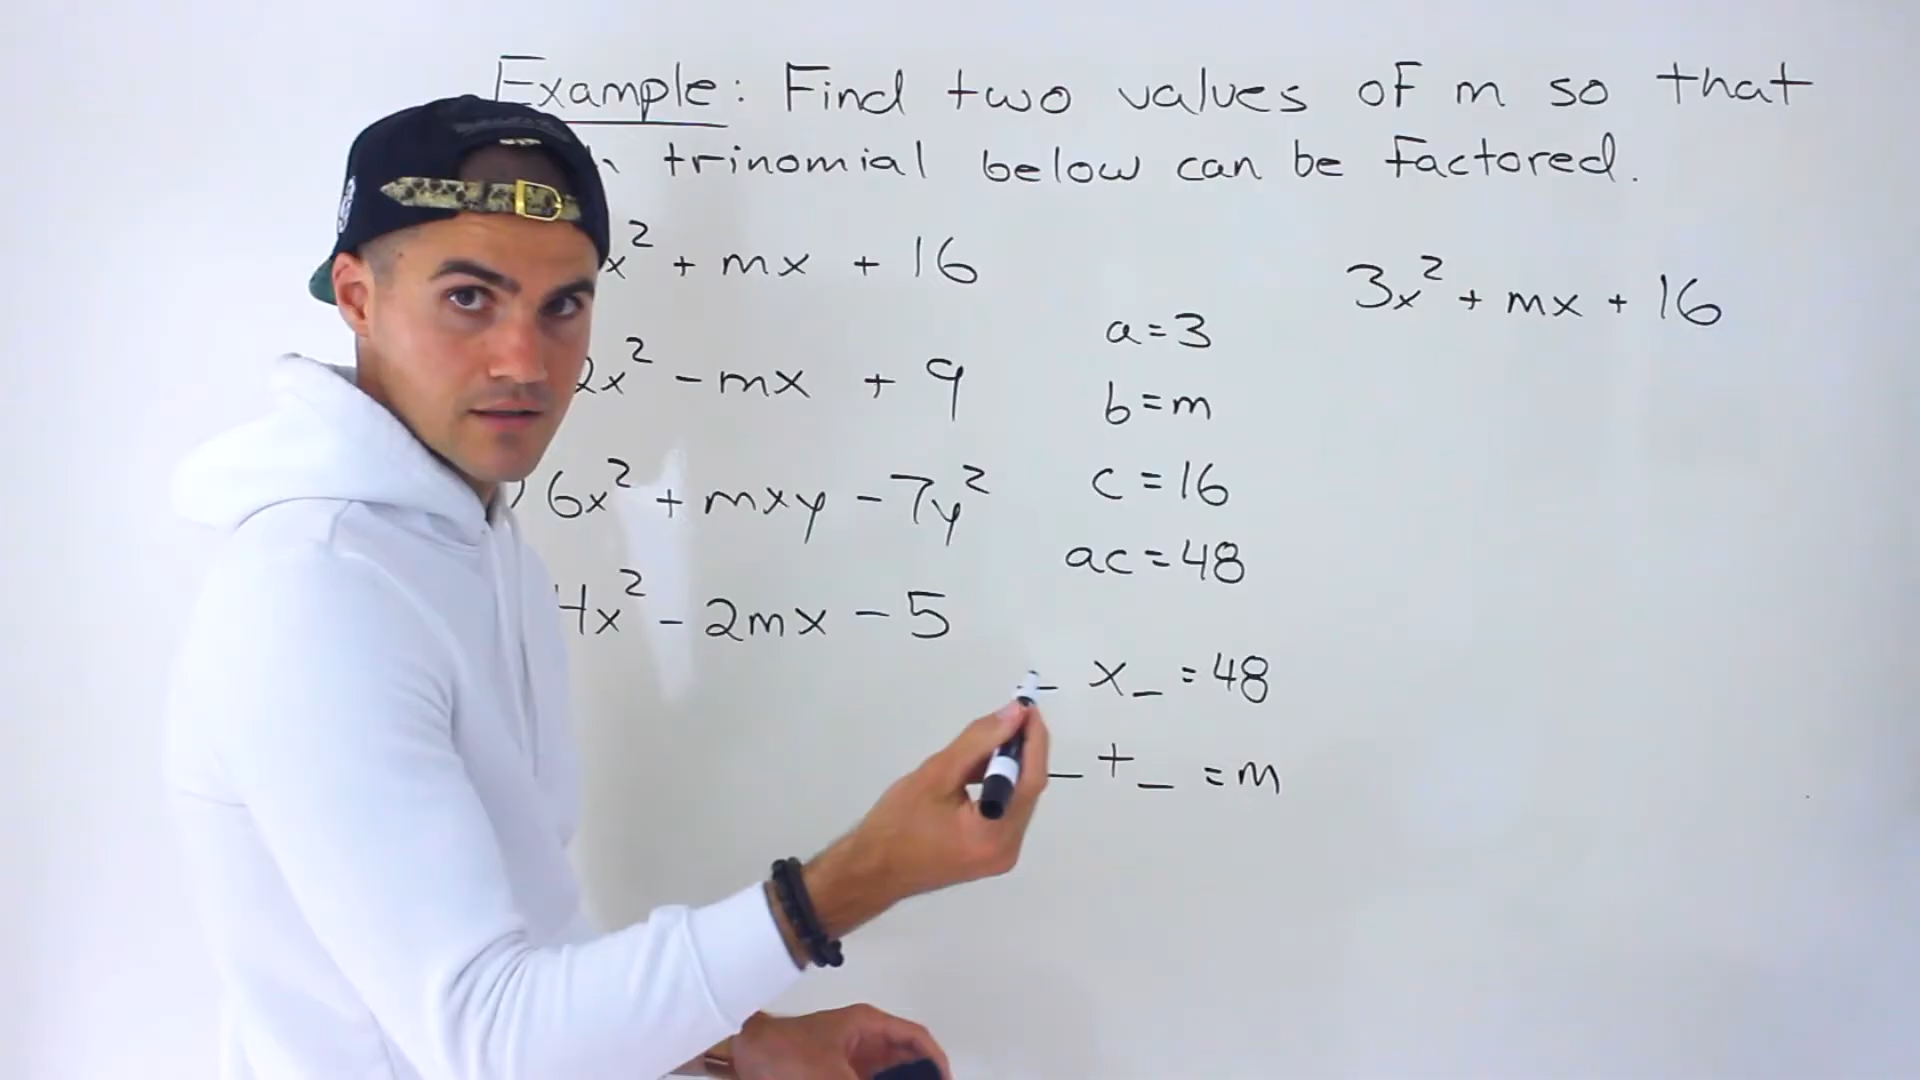 Example: Find two values of m so that
trinomial below can be factored.
x² + mx + 16
2x² - mx + 9
) 6x² + mxy - 7y²
4x² - 2mx - 5
a=3
b=m
c=16
ac=48
_ x _ = 48
_ + _ = m
3x² + mx + 16